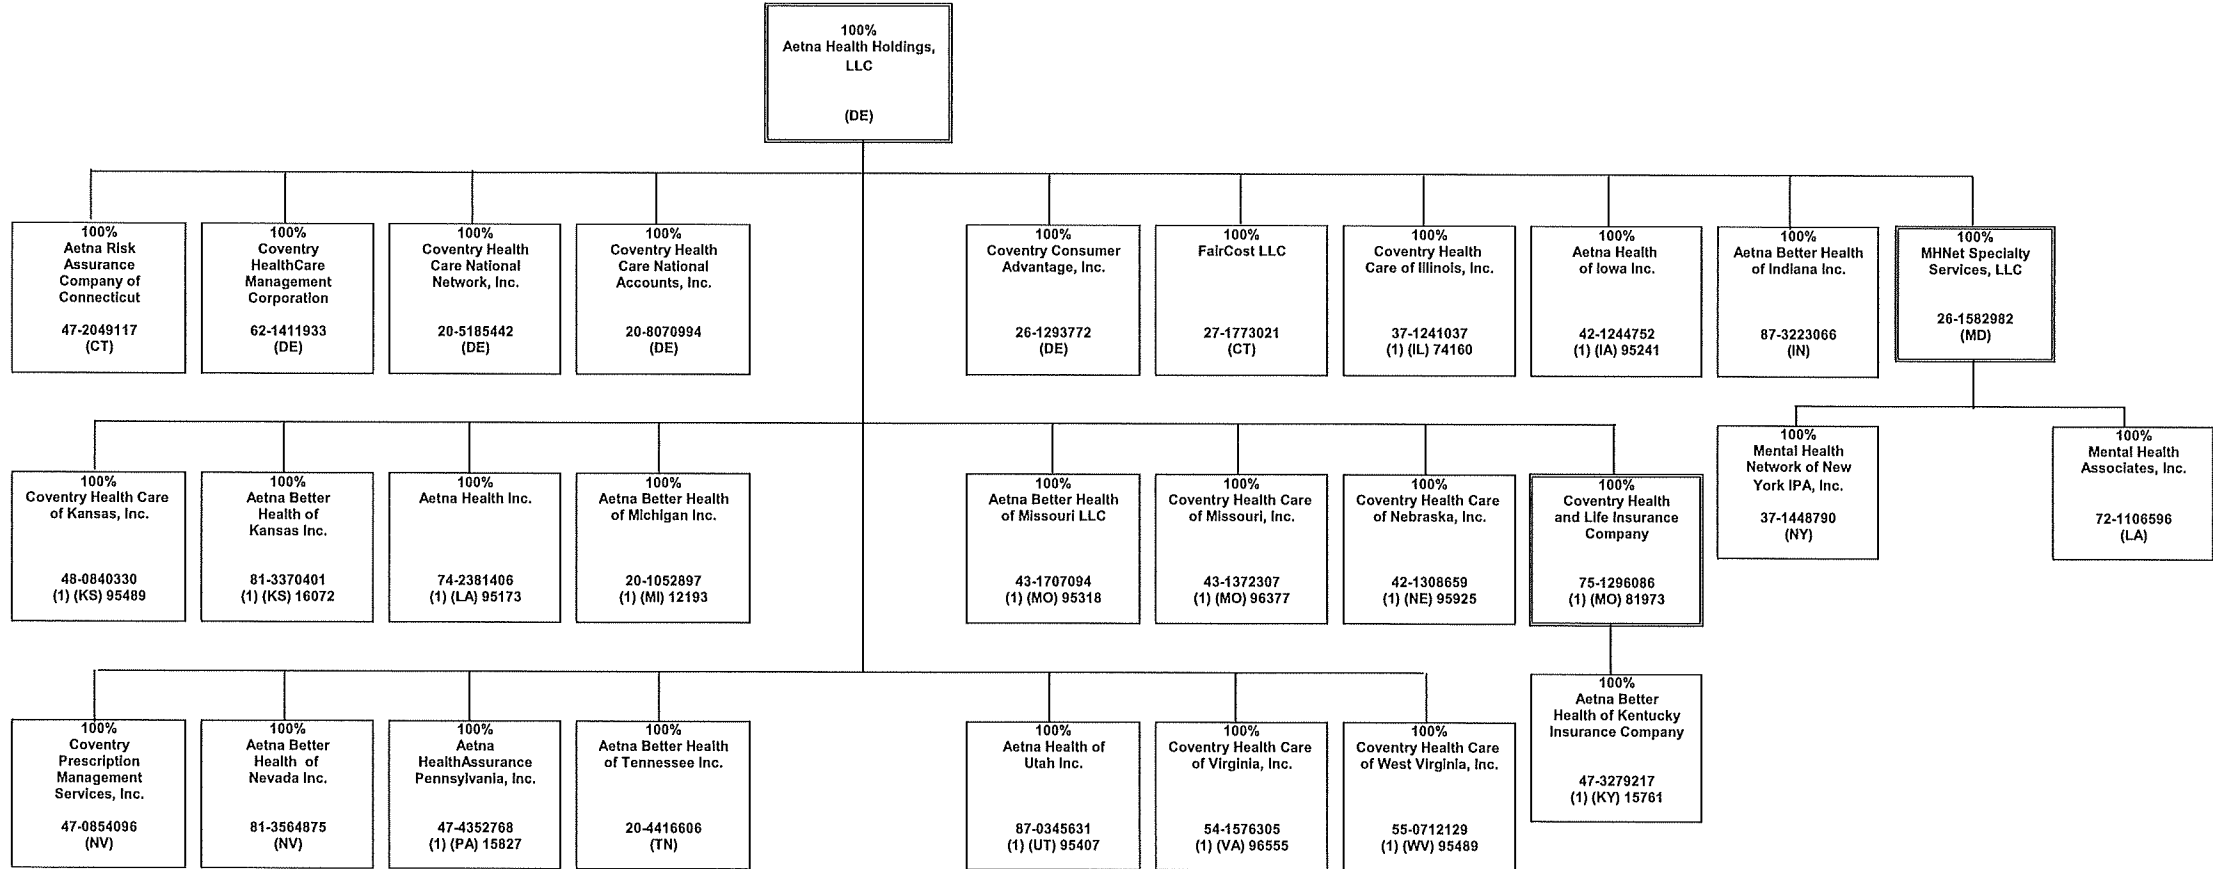 100%
Aetna Health Holdings,
LLC
(DE)
100%
Aetna Risk
Assurance
Company of
Connecticut
47-2049117
(CT)
100%
Coventry
HealthCare
Management
Corporation
62-1411933
(DE)
100%
Coventry Health
Care National
Network, Inc.
20-5185442
(DE)
100%
Coventry Health
Care National
Accounts, Inc.
20-8070994
(DE)
100%
Coventry Consumer
Advantage, Inc.
26-1293772
(DE)
100%
FairCost LLC
27-1773021
(CT)
100%
Coventry Health
Care of Illinois, Inc.
37-1241037
(1) (IL) 74160
100%
Aetna Health
of Iowa Inc.
42-1244752
(1) (IA) 95241
100%
Aetna Better Health
of Indiana Inc.
87-3223066
(IN)
100%
MHNet Specialty
Services, LLC
26-1582982
(MD)
100%
Mental Health
Network of New
York IPA, Inc.
37-1448790
(NY)
100%
Mental Health
Associates, Inc.
72-1106596
(LA)
100%
Coventry Health Care
of Kansas, Inc.
48-0840330
(1) (KS) 95489
100%
Aetna Better
Health of
Kansas Inc.
81-3370401
(1) (KS) 16072
100%
Aetna Health Inc.
74-2381406
(1) (LA) 95173
100%
Aetna Better Health
of Michigan Inc.
20-1052897
(1) (MI) 12193
100%
Aetna Better Health
of Missouri LLC
43-1707094
(1) (MO) 95318
100%
Coventry Health Care
of Missouri, Inc.
43-1372307
(1) (MO) 96377
100%
Coventry Health Care
of Nebraska, Inc.
42-1308659
(1) (NE) 95925
100%
Coventry Health
and Life Insurance
Company
75-1296086
(1) (MO) 81973
100%
Aetna Better
Health of Kentucky
Insurance Company
47-3279217
(1) (KY) 15761
100%
Coventry
Prescription
Management
Services, Inc.
47-0854096
(NV)
100%
Aetna Better
Health of
Nevada Inc.
81-3564875
(NV)
100%
Aetna
HealthAssurance
Pennsylvania, Inc.
47-4352768
(1) (PA) 15827
100%
Aetna Better Health
of Tennessee Inc.
20-4416606
(TN)
100%
Aetna Health of
Utah Inc.
87-0345631
(1) (UT) 95407
100%
Coventry Health Care
of Virginia, Inc.
54-1576305
(1) (VA) 96555
100%
Coventry Health Care
of West Virginia, Inc.
55-0712129
(1) (WV) 95489